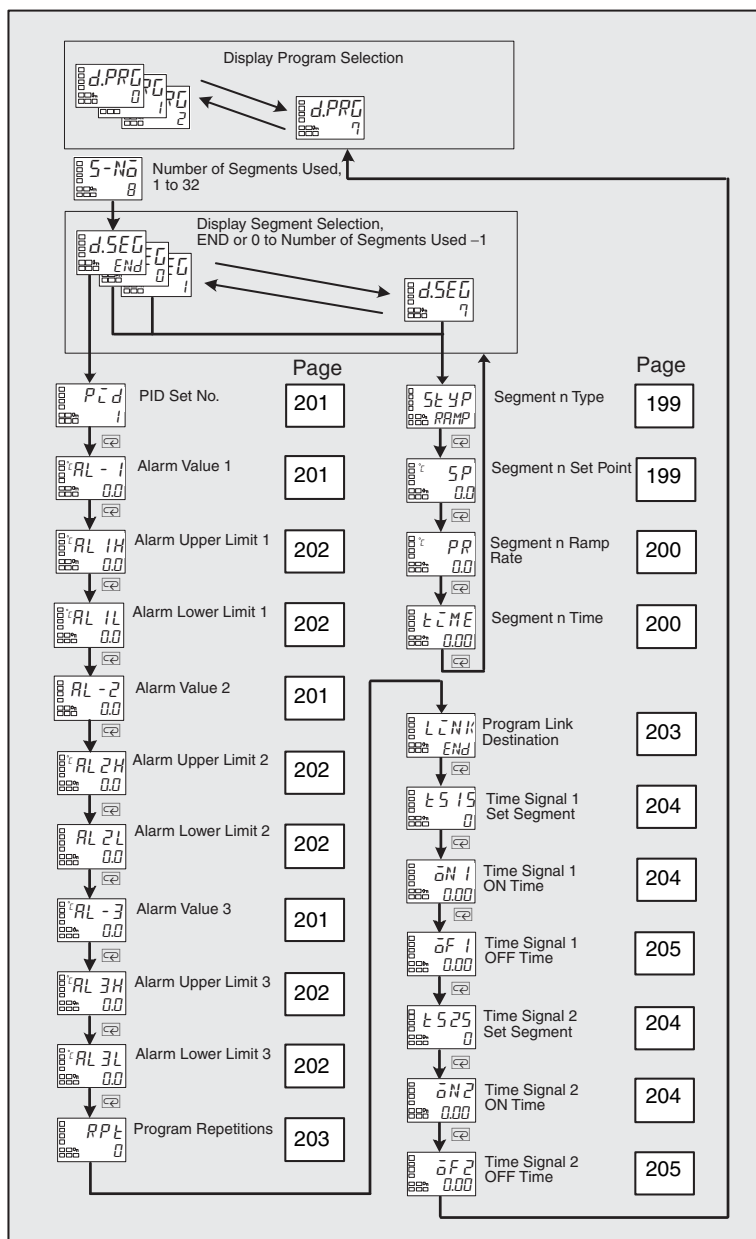 Display Program Selection
d.PRG
0
PRG
1
RG
2
d.PRG
7
S-No
8
Number of Segments Used,
1 to 32
Display Segment Selection,
END or 0 to Number of Segments Used –1
d.SEG
ENd
SEG
0
EG
1
d.SEG
7
Page
Pid
1
PID Set No.
201
°C AL-1
0.0
Alarm Value 1
201
°C AL 1H
0.0
Alarm Upper Limit 1
202
°C AL 1L
0.0
Alarm Lower Limit 1
202
AL-2
0.0
Alarm Value 2
201
°C AL2H
0.0
Alarm Upper Limit 2
202
AL2L
0.0
Alarm Lower Limit 2
202
°C AL-3
0.0
Alarm Value 3
201
°C AL3H
0.0
Alarm Upper Limit 3
202
°C AL3L
0.0
Alarm Lower Limit 3
202
RPt
0
Program Repetitions
203
Page
StYP
RAMP
Segment n Type
199
°C SP
0.0
Segment n Set Point
199
°C PR
0.0
Segment n Ramp
Rate
200
tiME
0.00
Segment n Time
200
LiNK
ENd
Program Link
Destination
203
tS1S
0
Time Signal 1
Set Segment
204
oN1
0.00
Time Signal 1
ON Time
204
oF1
0.00
Time Signal 1
OFF Time
205
tS2S
0
Time Signal 2
Set Segment
204
oN2
0.00
Time Signal 2
ON Time
204
oF2
0.00
Time Signal 2
OFF Time
205